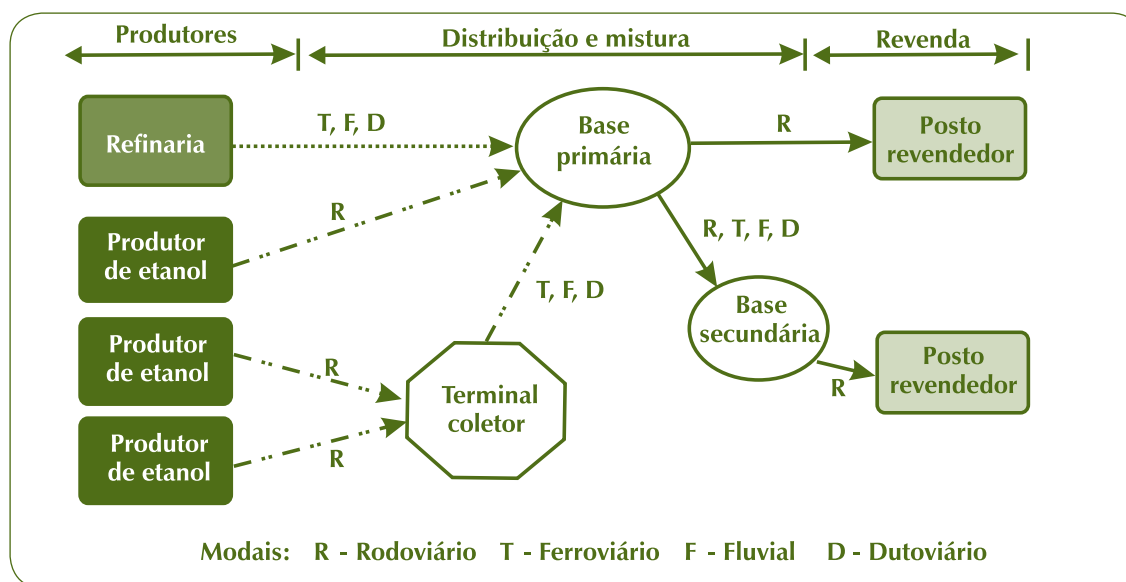 Produtores
Distribuição e mistura
Revenda
Refinaria
T, F, D
Base
primária
R
Posto
revendedor
R
Produtor
de etanol
R, T, F, D
T, F, D
Base
secundária
Produtor
de etanol
R
Terminal
coletor
Posto
revendedor
R
Produtor
de etanol
R
Modais: R - Rodoviário T - Ferroviário F - Fluvial D - Dutoviário